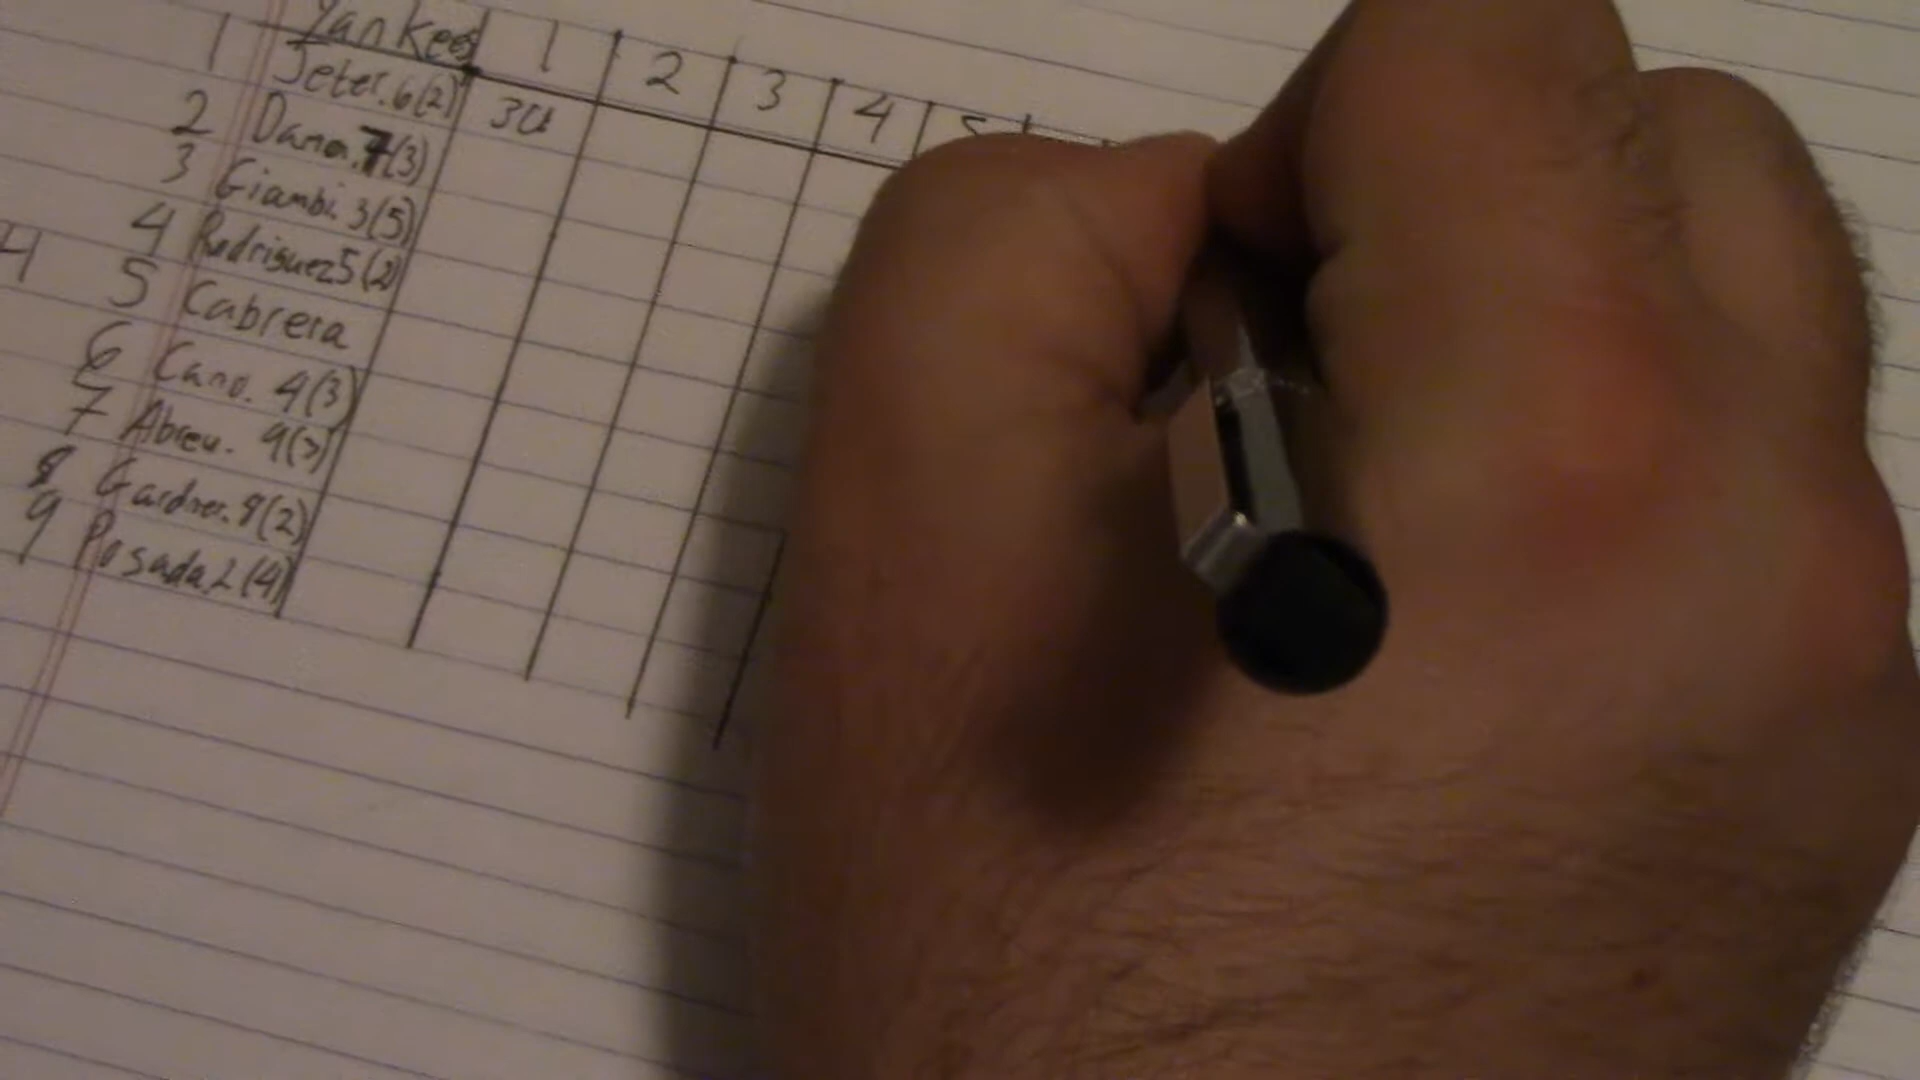 Yankees 1 2 3 4 5
1 Jeter.6(2) 3U
2 Damon.7(3)
3 Giambi.3(5)
4 Rodriguez5(2)
H 5 Cabrera
6 Cano.4(3)
7 Abreu.9(3)
8 Gardner.8(2)
9 Posada.2(4)